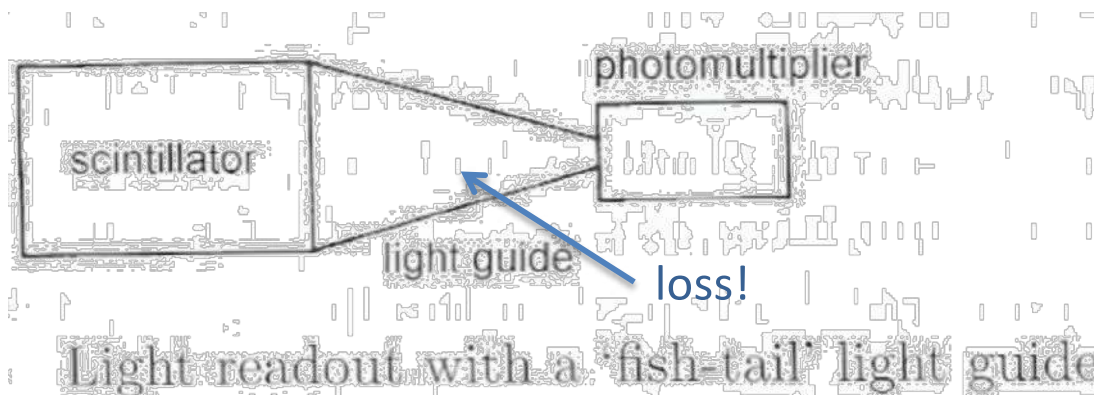 photomultiplier
scintillator
light guide
loss!
Light readout with a 'fish-tail' light guide